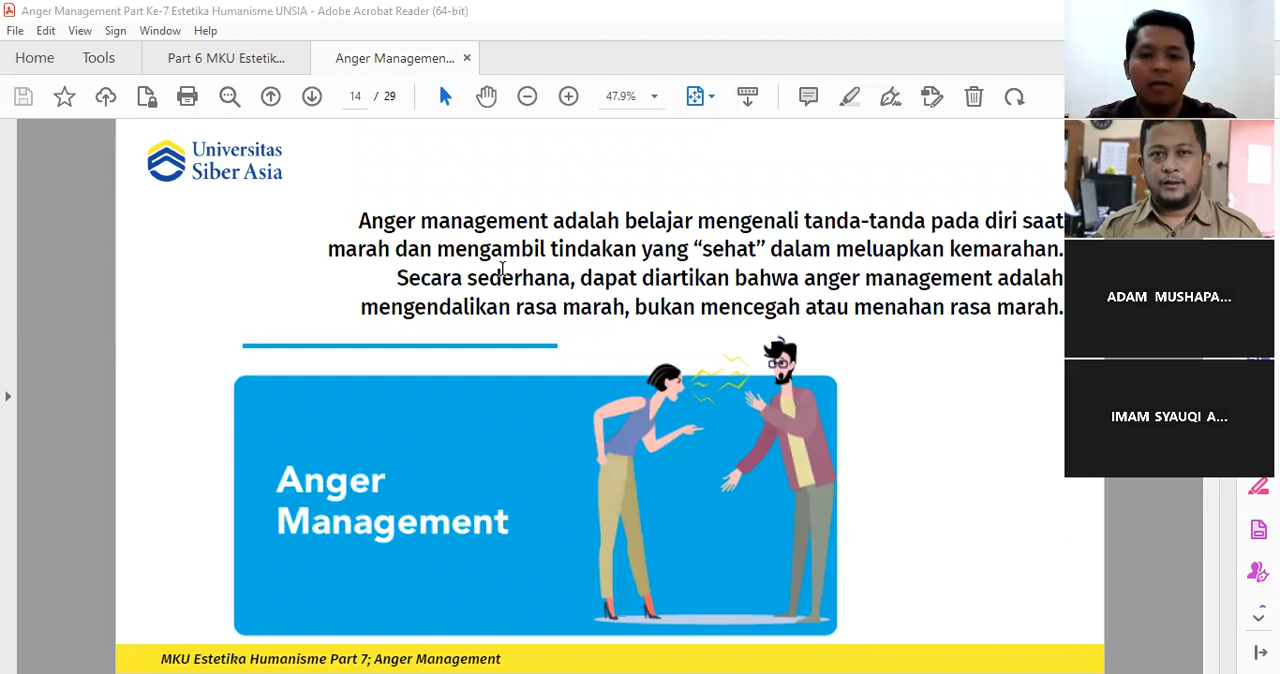 Anger Management Part Ke-7 Estetika Humanisme UNSIA - Adobe Acrobat Reader (64-bit)
File Edit View Sign Window Help
Home Tools Part 6 MKU Estetik... Anger Managemen... ×
14 / 29 47.9%
Universitas
Siber Asia
Anger management adalah belajar mengenali tanda-tanda pada diri saat
marah dan mengambil tindakan yang “sehat” dalam meluapkan kemarahan.
Secara sederhana, dapat diartikan bahwa anger management adalah
mengendalikan rasa marah, bukan mencegah atau menahan rasa marah.
Anger
Management
MKU Estetika Humanisme Part 7; Anger Management
ADAM MUSHAPA...
IMAM SYAUQI A...